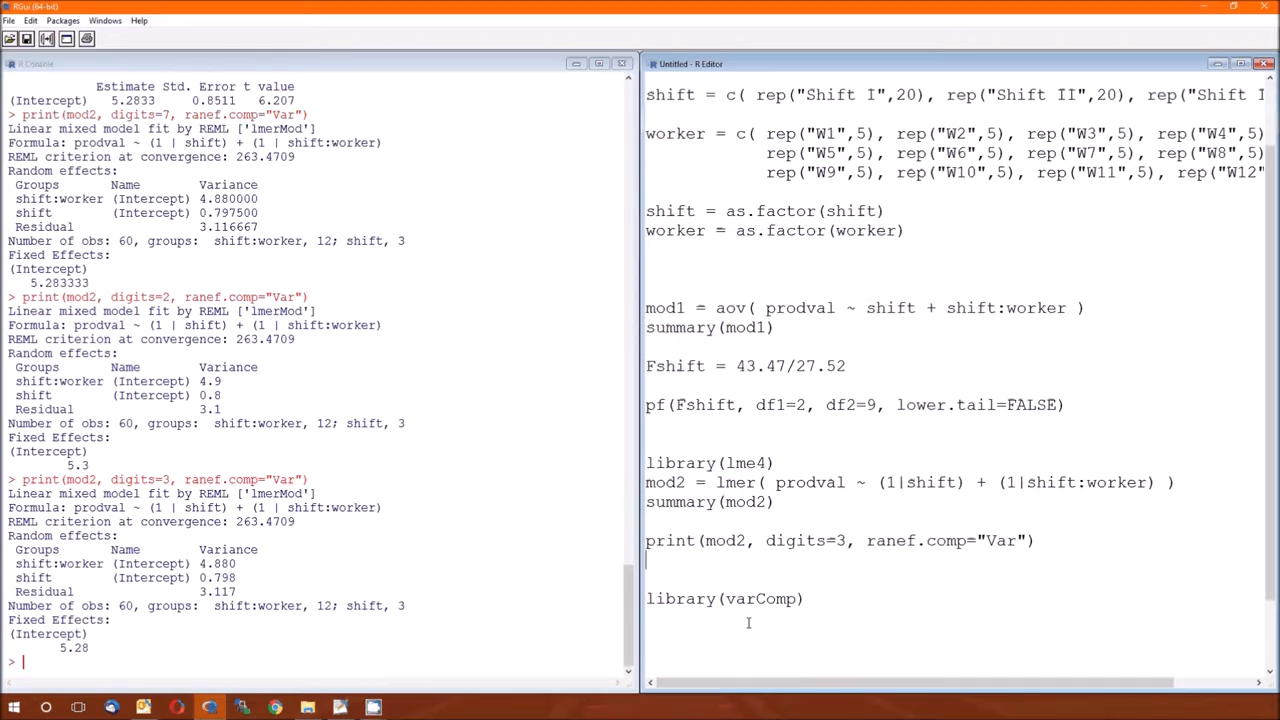 RGui (64-bit)
File Edit Packages Windows Help
R Console
Estimate Std. Error t value
(Intercept) 5.2833 0.8511 6.207
> print(mod2, digits=7, ranef.comp="Var")
Linear mixed model fit by REML ['lmerMod']
Formula: prodval ~ (1 | shift) + (1 | shift:worker)
REML criterion at convergence: 263.4709
Random effects:
Groups Name Variance
shift:worker (Intercept) 4.880000
shift (Intercept) 0.797500
Residual 3.116667
Number of obs: 60, groups: shift:worker, 12; shift, 3
Fixed Effects:
(Intercept)
5.283333
> print(mod2, digits=2, ranef.comp="Var")
Linear mixed model fit by REML ['lmerMod']
Formula: prodval ~ (1 | shift) + (1 | shift:worker)
REML criterion at convergence: 263.4709
Random effects:
Groups Name Variance
shift:worker (Intercept) 4.9
shift (Intercept) 0.8
Residual 3.1
Number of obs: 60, groups: shift:worker, 12; shift, 3
Fixed Effects:
(Intercept)
5.3
> print(mod2, digits=3, ranef.comp="Var")
Linear mixed model fit by REML ['lmerMod']
Formula: prodval ~ (1 | shift) + (1 | shift:worker)
REML criterion at convergence: 263.4709
Random effects:
Groups Name Variance
shift:worker (Intercept) 4.880
shift (Intercept) 0.798
Residual 3.117
Number of obs: 60, groups: shift:worker, 12; shift, 3
Fixed Effects:
(Intercept)
5.28
>
Untitled - R Editor
shift = c( rep("Shift I",20), rep("Shift II",20), rep("Shift I
worker = c( rep("W1",5), rep("W2",5), rep("W3",5), rep("W4",5)
rep("W5",5), rep("W6",5), rep("W7",5), rep("W8",5)
rep("W9",5), rep("W10",5), rep("W11",5), rep("W12"
shift = as.factor(shift)
worker = as.factor(worker)
mod1 = aov( prodval ~ shift + shift:worker )
summary(mod1)
Fshift = 43.47/27.52
pf(Fshift, df1=2, df2=9, lower.tail=FALSE)
library(lme4)
mod2 = lmer( prodval ~ (1|shift) + (1|shift:worker) )
summary(mod2)
print(mod2, digits=3, ranef.comp="Var")
library(varComp)